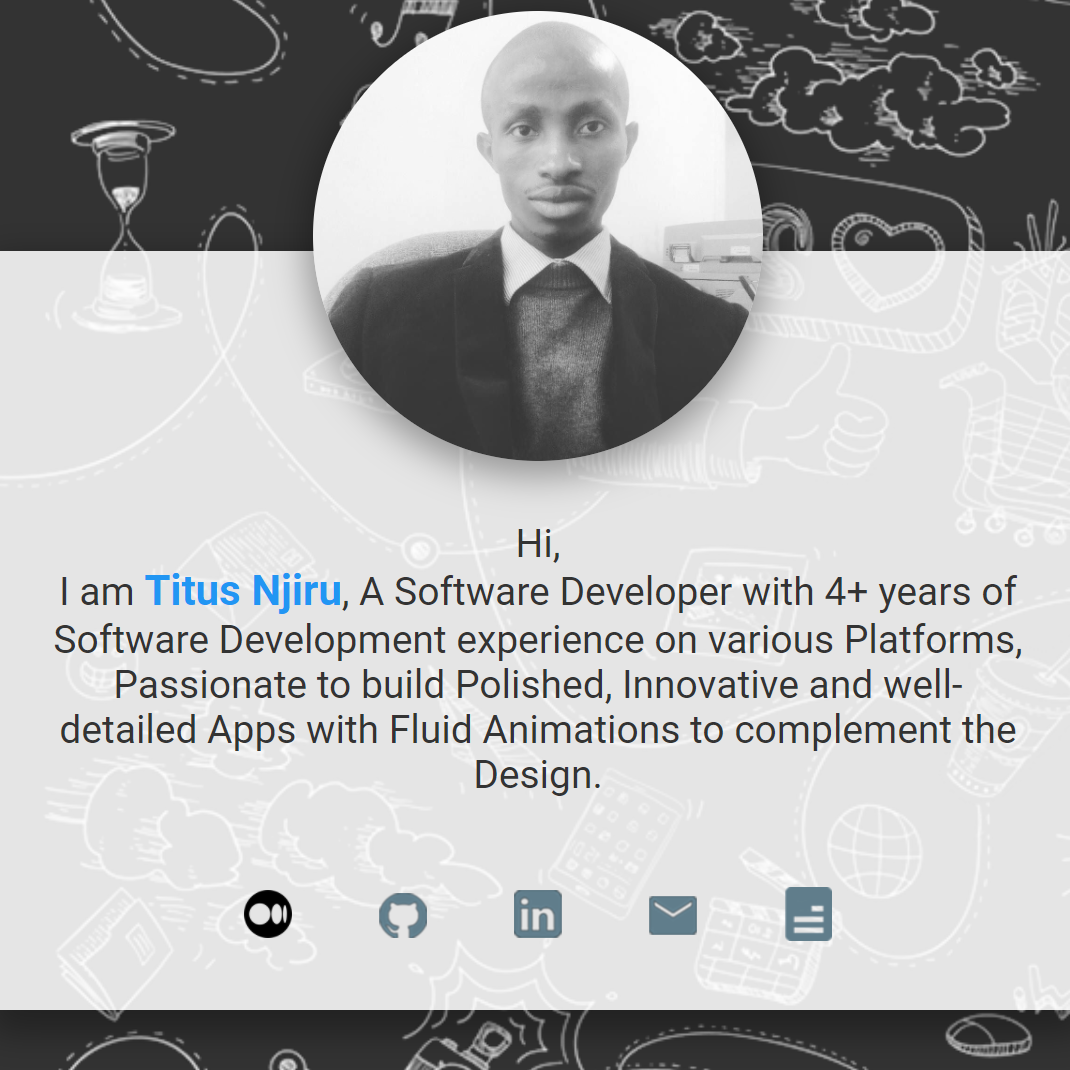 Hi,
I am Titus Njiru, A Software Developer with 4+ years of
Software Development experience on various Platforms,
Passionate to build Polished, Innovative and well-
detailed Apps with Fluid Animations to complement the
Design.
in